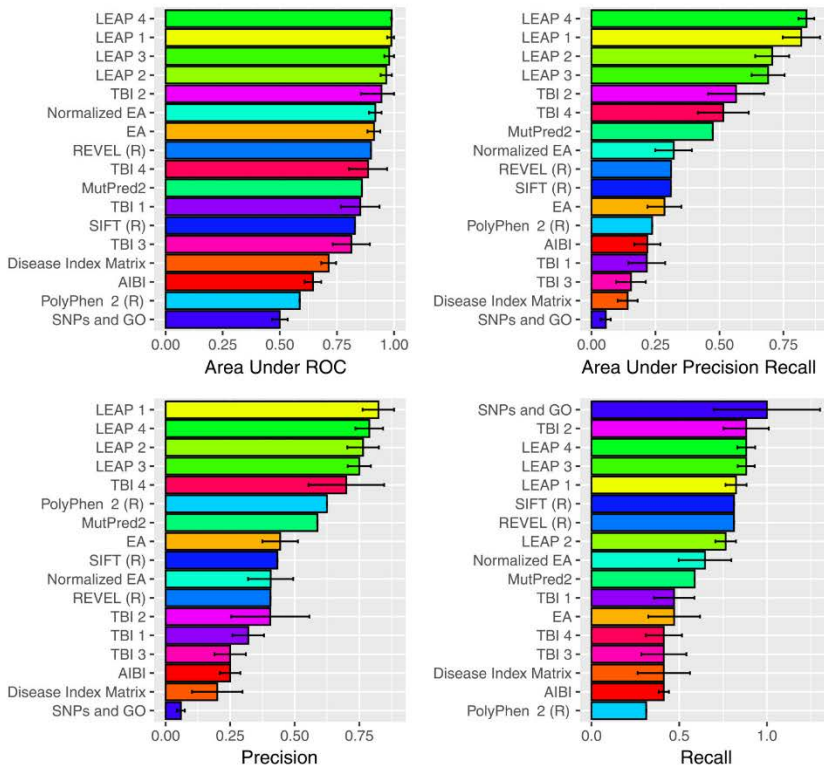 LEAP 4
LEAP 1
LEAP 3
LEAP 2
TBI 2
Normalized EA
EA
REVEL (R)
TBI 4
MutPred2
TBI 1
SIFT (R)
TBI 3
Disease Index Matrix
AIBI
PolyPhen 2 (R)
SNPs and GO
0.00 0.25 0.50 0.75 1.00
Area Under ROC
LEAP 4
LEAP 1
LEAP 2
LEAP 3
TBI 2
TBI 4
MutPred2
Normalized EA
REVEL (R)
SIFT (R)
EA
PolyPhen 2 (R)
AIBI
TBI 1
TBI 3
Disease Index Matrix
SNPs and GO
0.00 0.25 0.50 0.75
Area Under Precision Recall
LEAP 1
LEAP 4
LEAP 2
LEAP 3
TBI 4
PolyPhen 2 (R)
MutPred2
EA
SIFT (R)
Normalized EA
REVEL (R)
TBI 2
TBI 1
TBI 3
AIBI
Disease Index Matrix
SNPs and GO
0.00 0.25 0.50 0.75
Precision
SNPs and GO
TBI 2
LEAP 4
LEAP 3
LEAP 1
SIFT (R)
REVEL (R)
LEAP 2
Normalized EA
MutPred2
TBI 1
EA
TBI 4
TBI 3
Disease Index Matrix
AIBI
PolyPhen 2 (R)
0.0 0.5 1.0
Recall